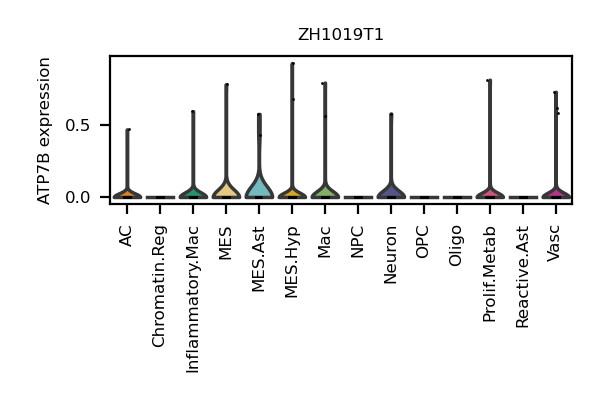 ZH1019T1
ATP7B expression
0.5
0.0
AC
Chromatin.Reg
Inflammatory.Mac
MES
MES.Ast
MES.Hyp
Mac
NPC
Neuron
OPC
Oligo
Prolif.Metab
Reactive.Ast
Vasc